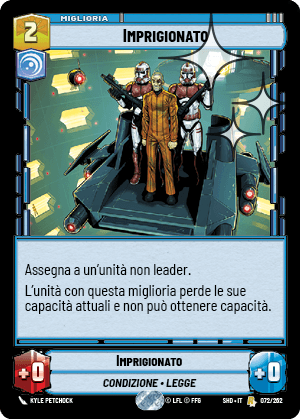 MIGLIORIA
2
IMPRIGIONATO
Assegna a un'unità non leader.
L'unità con questa miglioria perde le sue
capacità attuali e non può ottenere capacità.
+0
IMPRIGIONATO
+0
CONDIZIONE • LEGGE
KYLE PETCHOCK
© LFL © FFG
SHD • IT
072/262